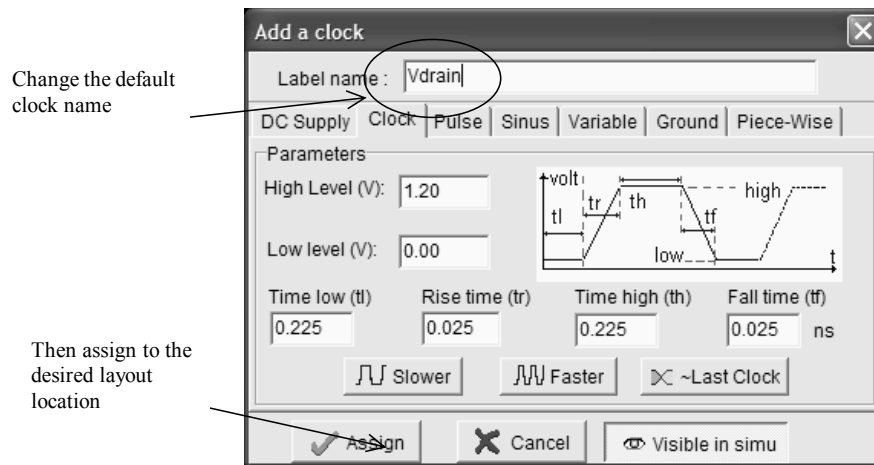 Add a clock
Change the default
clock name
Label name : Vdrain
DC Supply Clock Pulse Sinus Variable Ground Piece-Wise
Parameters
High Level (V): 1.20
volt
tl
tr
th
tf
high
low
t
Low level (V): 0.00
Time low (tl) Rise time (tr) Time high (th) Fall time (tf)
0.225 0.025 0.225 0.025 ns
Then assign to the
desired layout
location
Slower Faster ~Last Clock
Assign Cancel Visible in simu